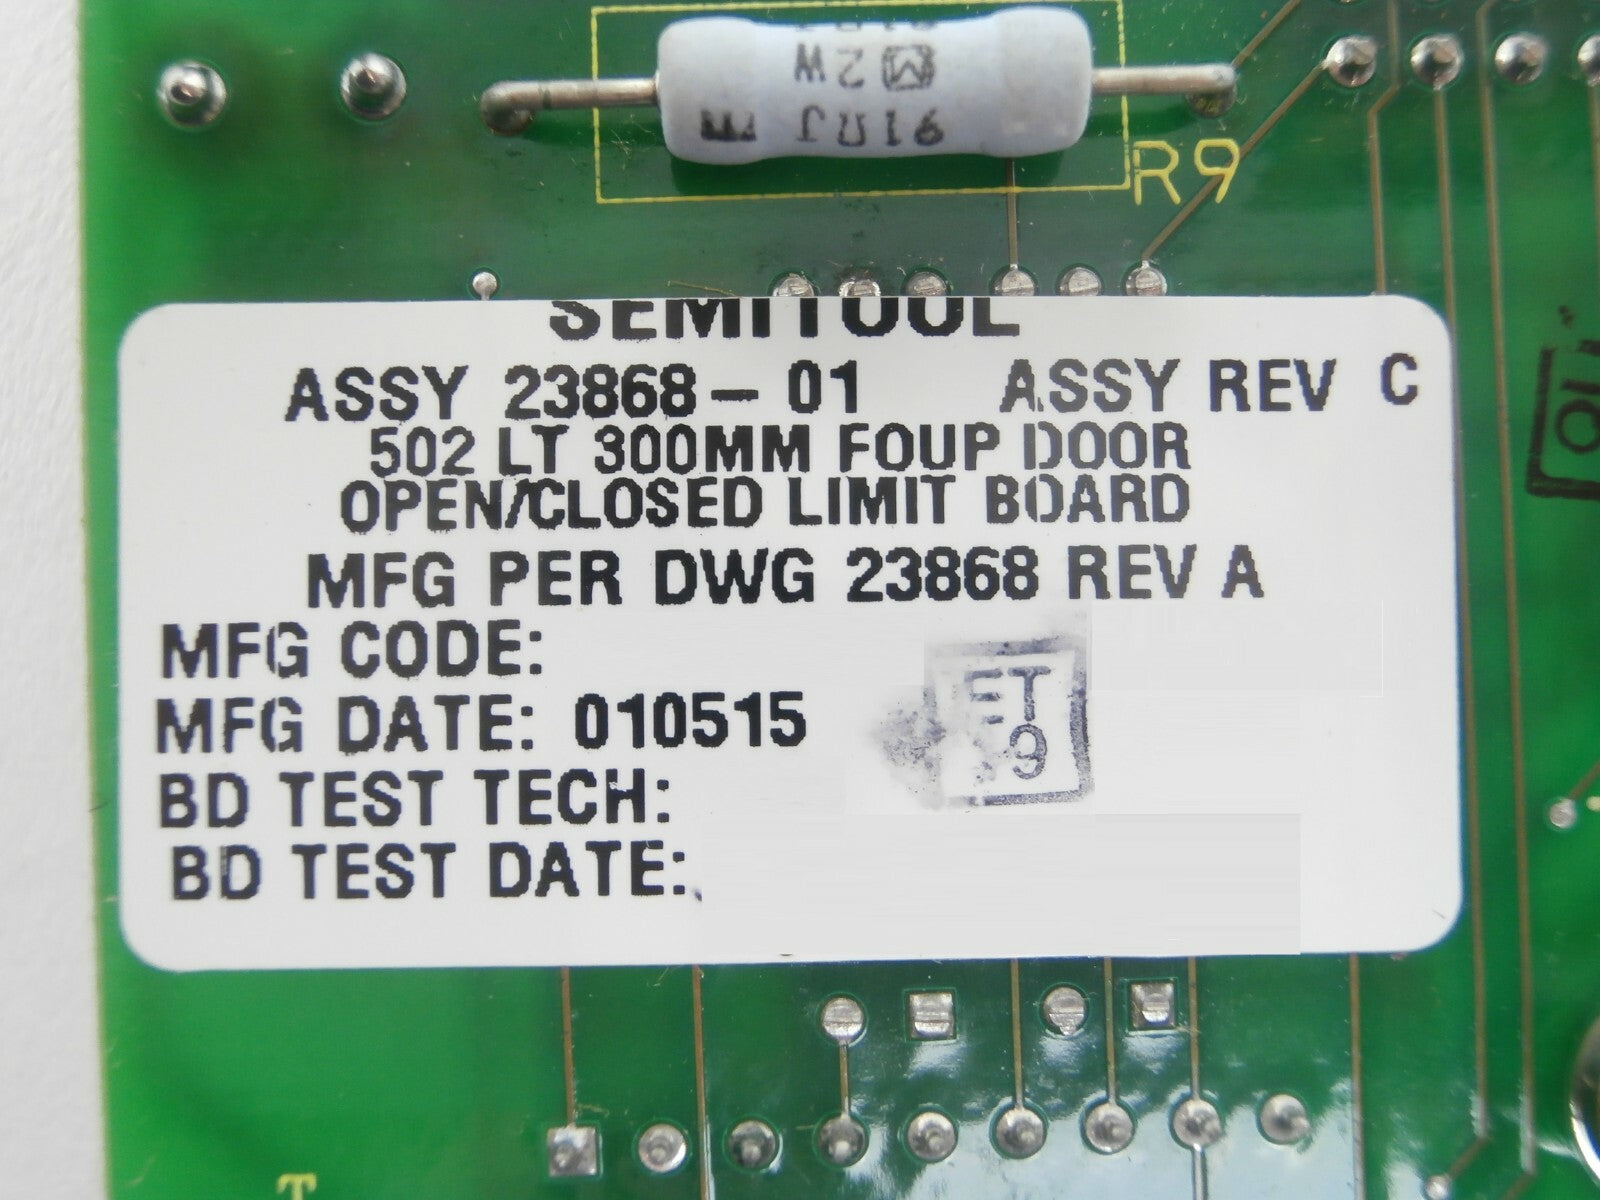 2W M
91ΩJ
R9
SEMITOOL
ASSY 23868-01 ASSY REV C
502 LT 300MM FOUP DOOR
OPEN/CLOSED LIMIT BOARD
MFG PER DWG 23868 REV A
MFG CODE:
MFG DATE: 010515
BD TEST TECH:
BD TEST DATE:
ET
9
T